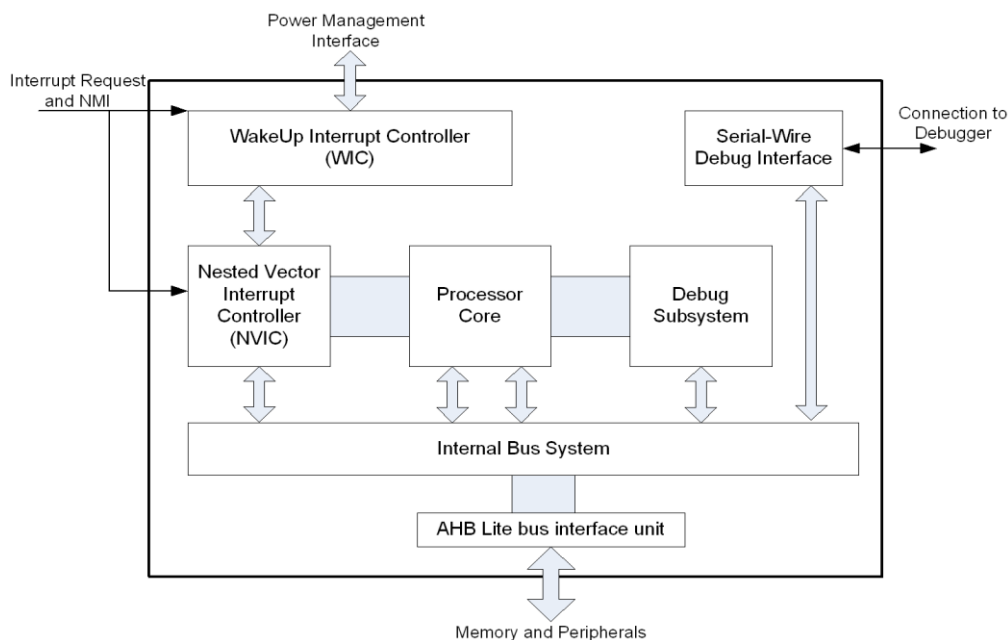 Power Management
Interface
Interrupt Request
and NMI
WakeUp Interrupt Controller
(WIC)
Serial-Wire
Debug Interface
Connection to
Debugger
Nested Vector
Interrupt
Controller
(NVIC)
Processor
Core
Debug
Subsystem
Internal Bus System
AHB Lite bus interface unit
Memory and Peripherals